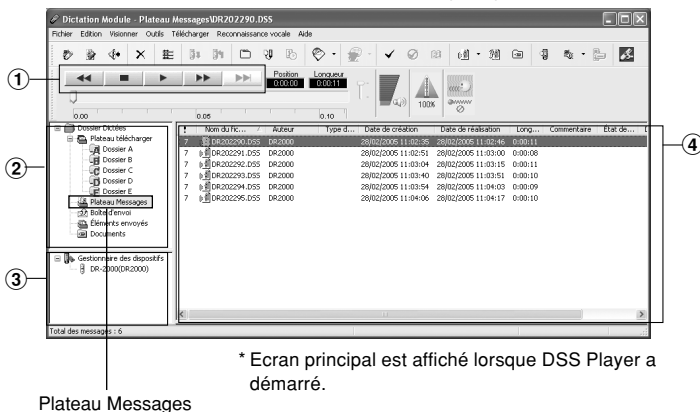 Dictation Module - Plateau Messages\DR202290.DSS
Fichier Edition Visionner Outils Télécharger Reconnaissance vocale Aide
Position Longueur
0:00:00 0:00:11
100%
0.00 0.05 0.10
1
2
3
4
Dossier Dictées
Plateau télécharger
Dossier A
Dossier B
Dossier C
Dossier D
Dossier E
Plateau Messages
Boîte d'envoi
Éléments envoyés
Documents
Gestionnaire des dispositifs
DR-2000(DR2000)
! Nom du fic... / Auteur Type d... Date de création Date de réalisation Long... Commentaire État de...
7 DR202290.DSS DR2000 28/02/2005 11:02:35 28/02/2005 11:02:46 0:00:11
7 DR202291.DSS DR2000 28/02/2005 11:02:51 28/02/2005 11:03:00 0:00:08
7 DR202292.DSS DR2000 28/02/2005 11:03:04 28/02/2005 11:03:15 0:00:11
7 DR202293.DSS DR2000 28/02/2005 11:03:40 28/02/2005 11:03:51 0:00:10
7 DR202294.DSS DR2000 28/02/2005 11:03:54 28/02/2005 11:04:03 0:00:09
7 DR202295.DSS DR2000 28/02/2005 11:04:06 28/02/2005 11:04:17 0:00:10
Total des messages : 6
* Ecran principal est affiché lorsque DSS Player a
démarré.
Plateau Messages